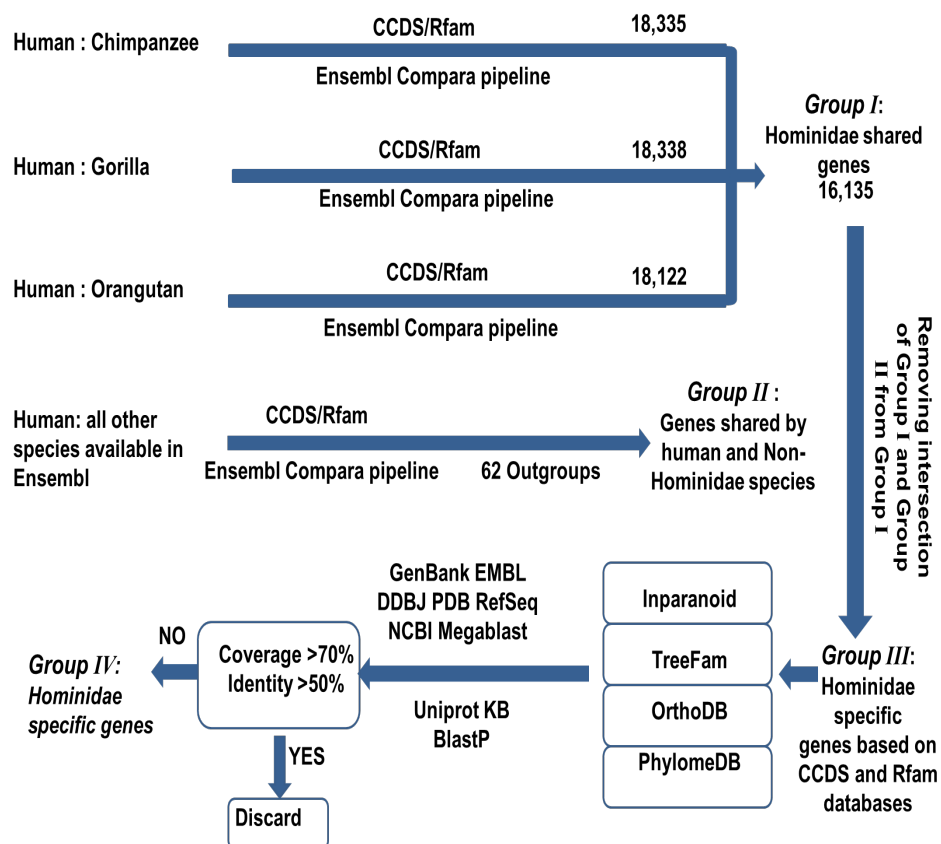 Human : Chimpanzee
CCDS/Rfam
18,335
Ensembl Compara pipeline
Human : Gorilla
CCDS/Rfam
18,338
Ensembl Compara pipeline
Human : Orangutan
CCDS/Rfam
18,122
Ensembl Compara pipeline
Group I:
Hominidae shared
genes
16,135
Removing intersection
of Group I and Group
II from Group I
Human: all other
species available in
Ensembl
CCDS/Rfam
Ensembl Compara pipeline
62 Outgroups
Group II :
Genes shared by
human and Non-
Hominidae species
Group III:
Hominidae
specific
genes based on
CCDS and Rfam
databases
Inparanoid
TreeFam
OrthoDB
PhylomeDB
GenBank EMBL
DDBJ PDB RefSeq
NCBI Megablast
Uniprot KB
BlastP
Coverage >70%
Identity >50%
NO
Group IV:
Hominidae
specific genes
YES
Discard